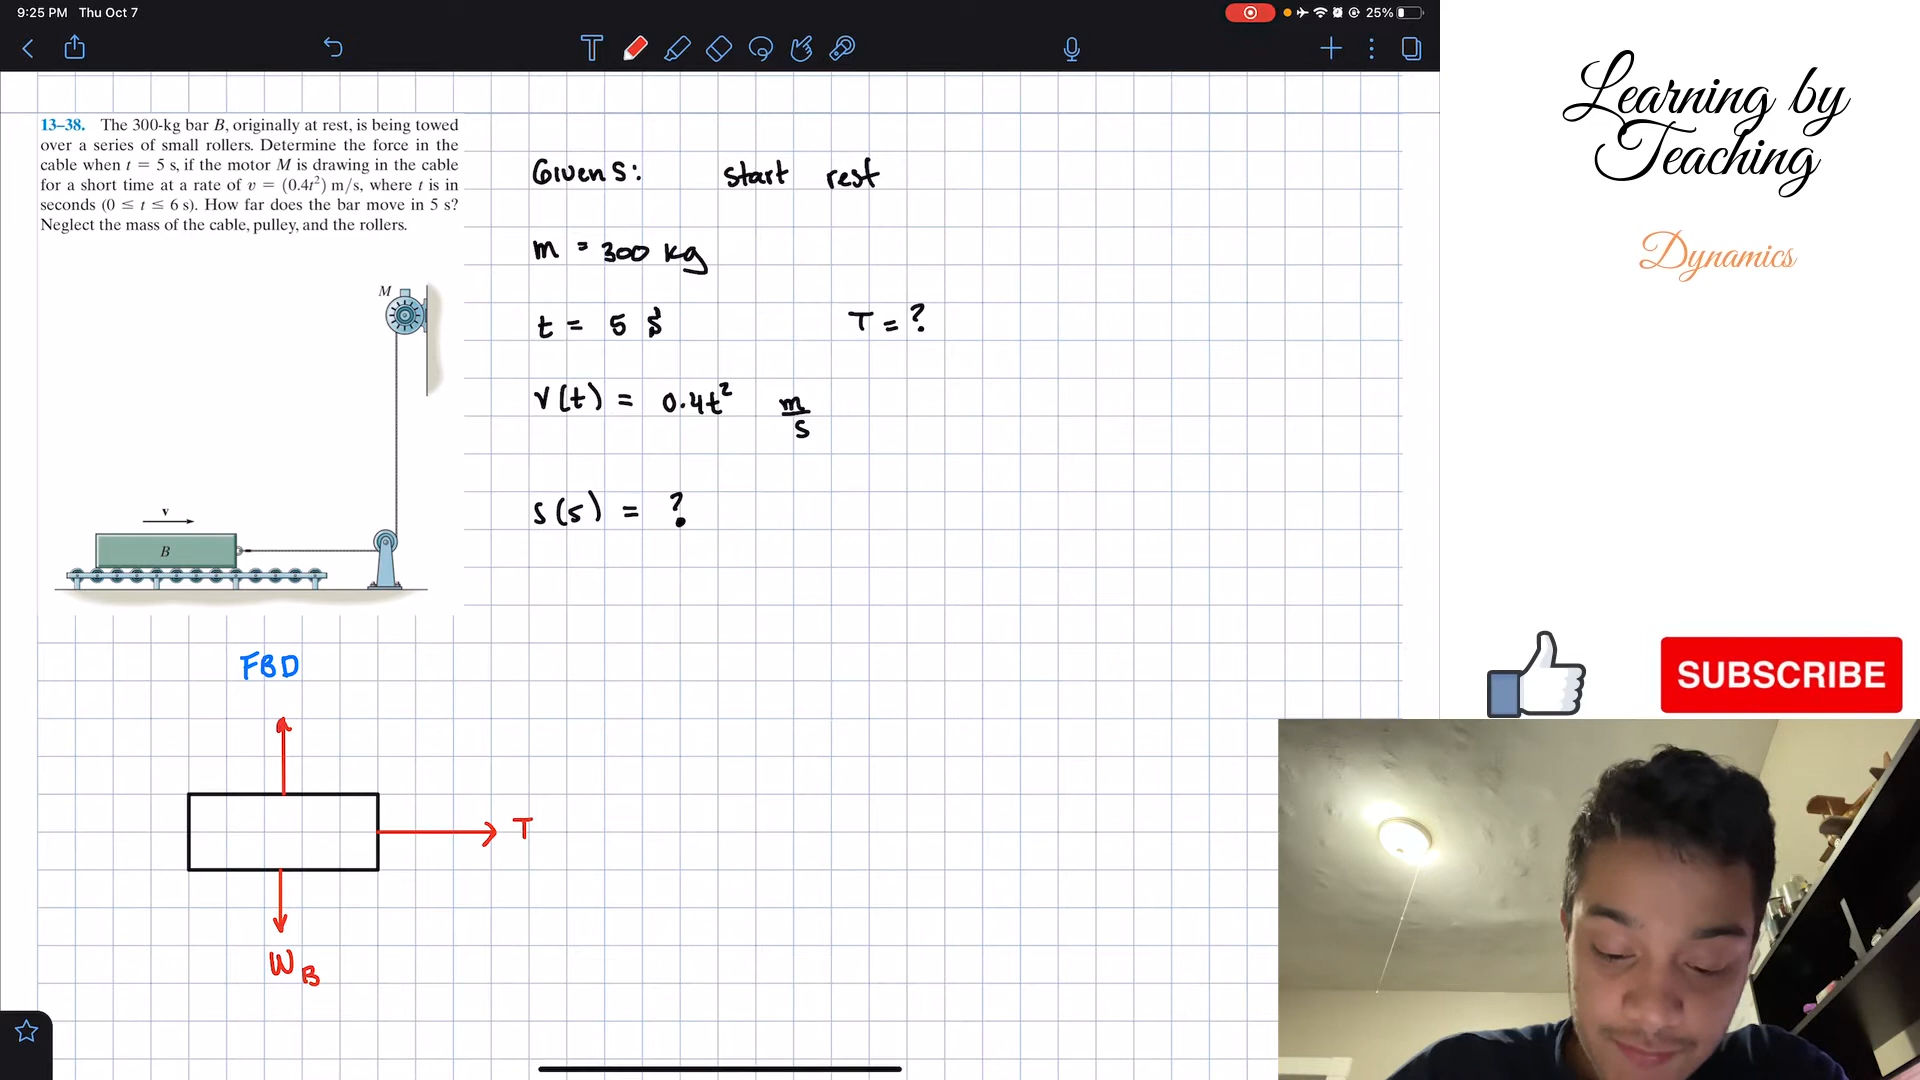 9:25 PM Thu Oct 7
25%
13–38. The 300-kg bar B, originally at rest, is being towed
over a series of small rollers. Determine the force in the
cable when t = 5 s, if the motor M is drawing in the cable
for a short time at a rate of v = (0.4t²) m/s, where t is in
seconds (0 ≤ t ≤ 6 s). How far does the bar move in 5 s?
Neglect the mass of the cable, pulley, and the rollers.
M
v
B
Givens: start rest
m = 300 kg
t = 5 s T = ?
v(t) = 0.4t² m/s
s(5) = ?
FBD
T
W_B
Learning by
Teaching
Dynamics
SUBSCRIBE